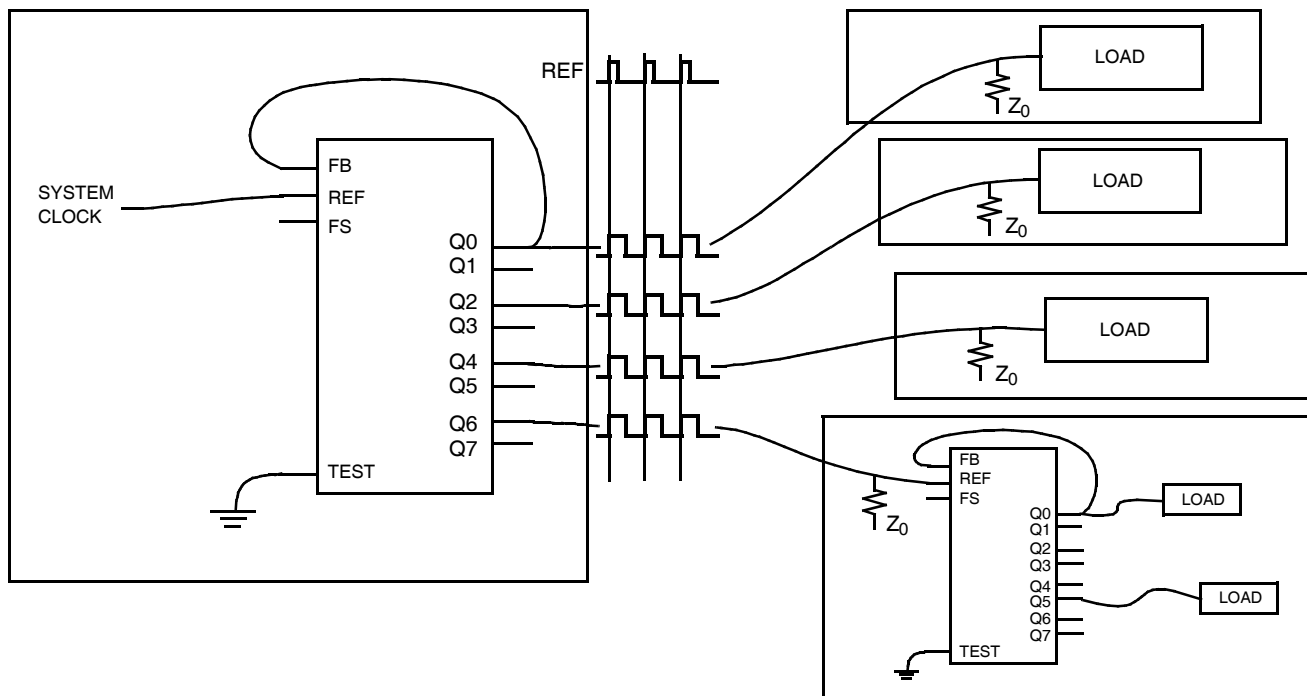 SYSTEM
CLOCK
FB
REF
FS
Q0
Q1
Q2
Q3
Q4
Q5
Q6
Q7
TEST
REF
LOAD
Z0
LOAD
Z0
LOAD
Z0
Z0
FB
REF
FS
Q0
Q1
Q2
Q3
Q4
Q5
Q6
Q7
TEST
LOAD
LOAD